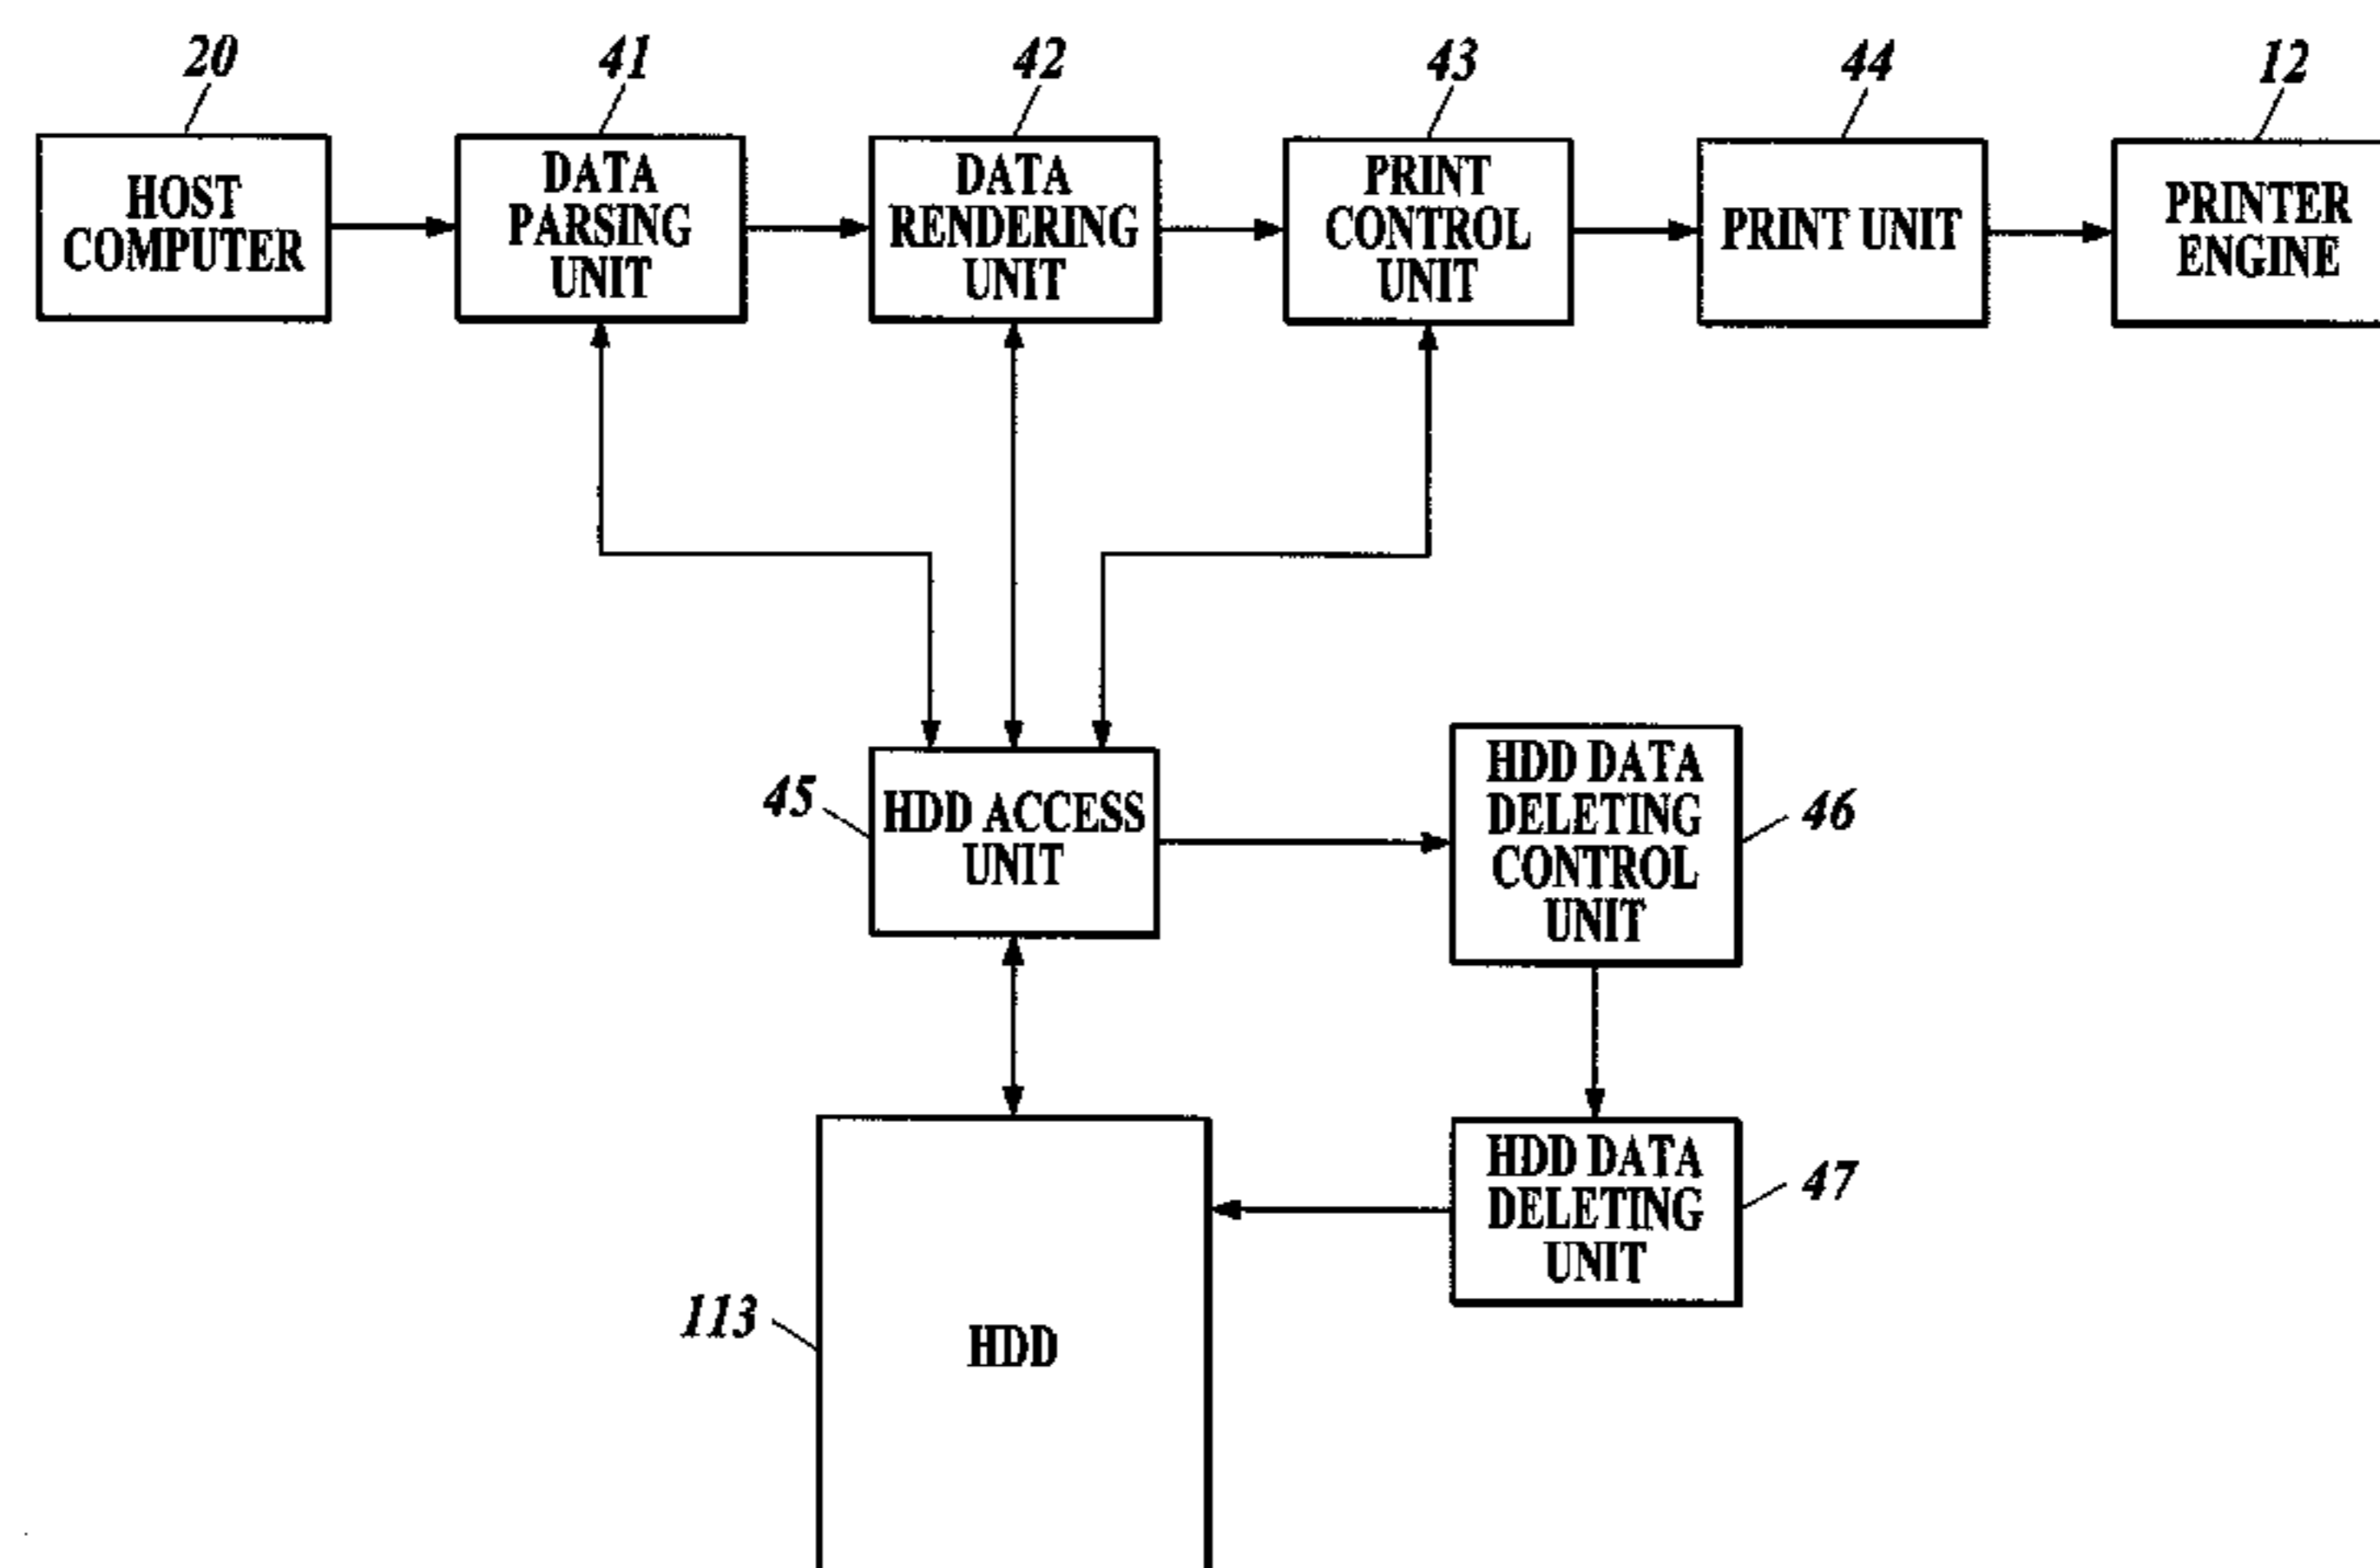 20
41
42
43
44
12
HOST
COMPUTER
DATA
PARSING
UNIT
DATA
RENDERING
UNIT
PRINT
CONTROL
UNIT
PRINT UNIT
PRINTER
ENGINE
45
HDD ACCESS
UNIT
HDD DATA
DELETING
CONTROL
UNIT
46
HDD DATA
DELETING
UNIT
47
113
HDD